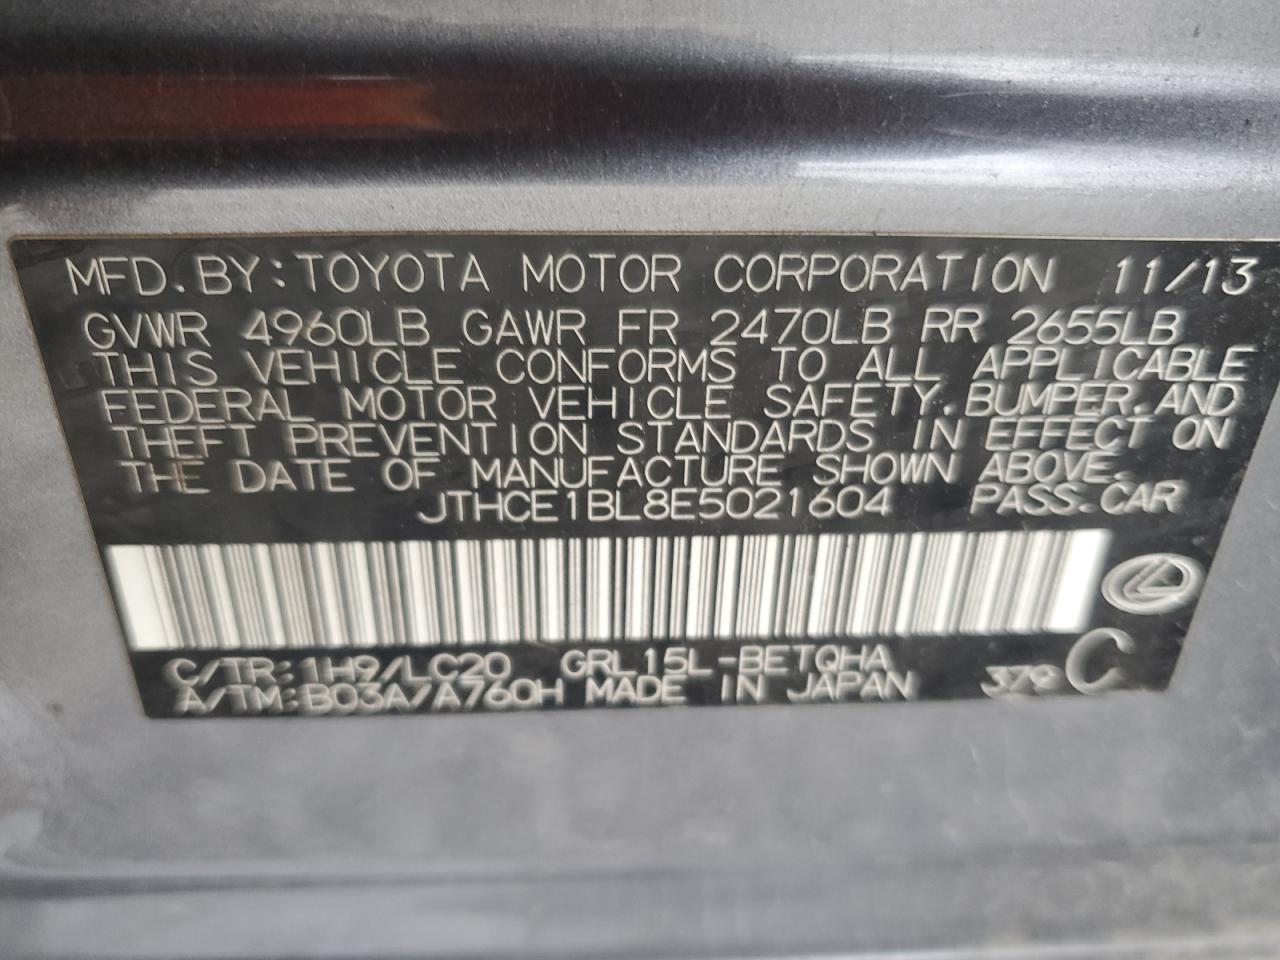 MFD. BY: TOYOTA MOTOR CORPORATION 11/13
GVWR 4960LB GAWR FR 2470LB RR 2655LB
THIS VEHICLE CONFORMS TO ALL APPLICABLE
FEDERAL MOTOR VEHICLE SAFETY, BUMPER, AND
THEFT PREVENTION STANDARDS IN EFFECT ON
THE DATE OF MANUFACTURE SHOWN ABOVE.
JTHCE1BL8E5021604 PASS. CAR
C/TR: 1H9/LC20 GRL15L-BETQHA
A/TM: B03A/A760H MADE IN JAPAN 379 C